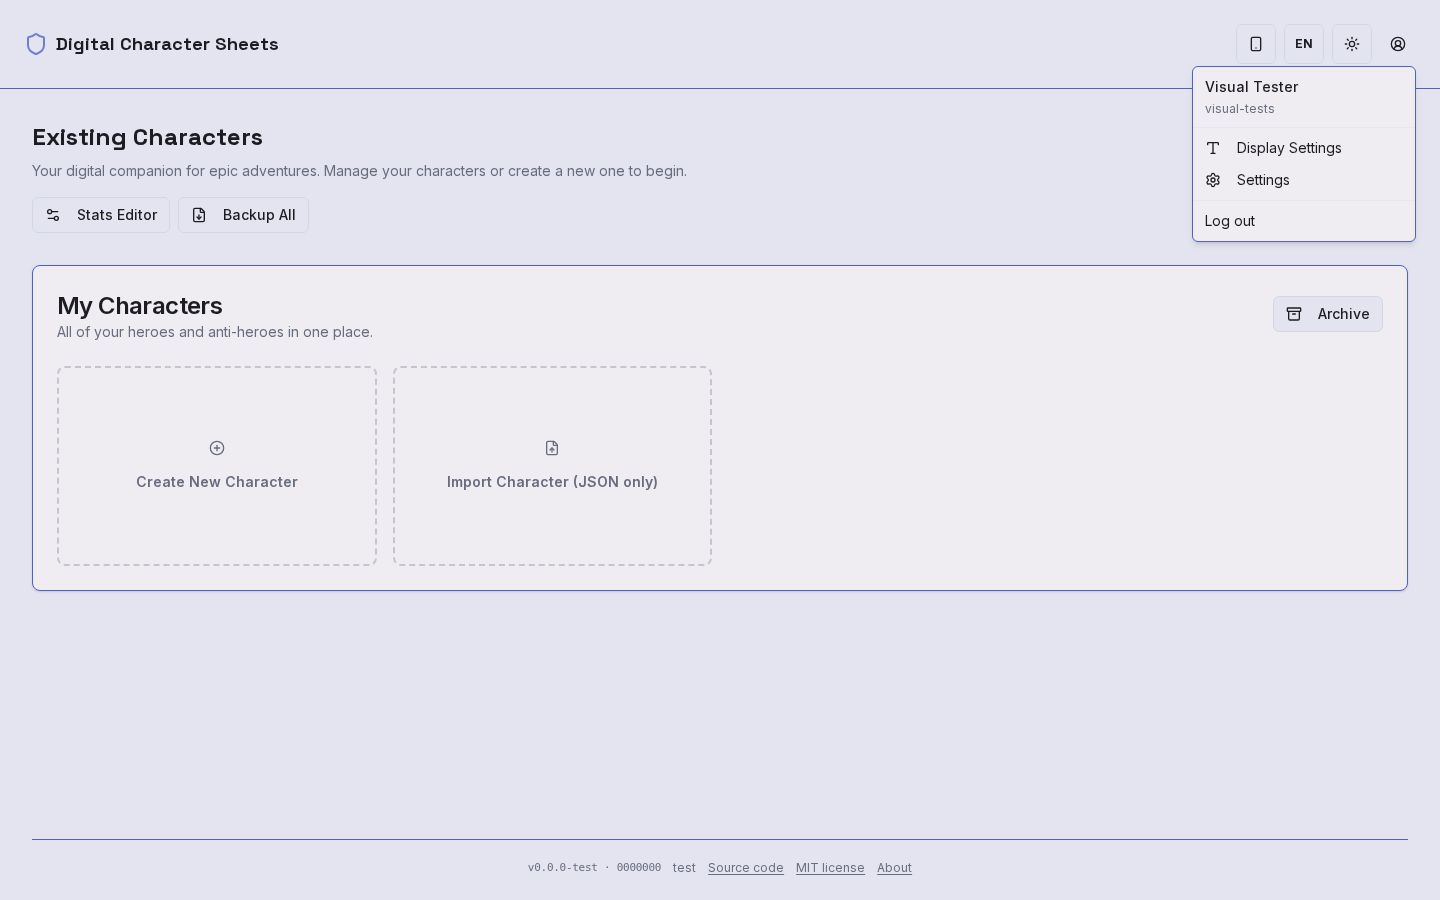 Digital Character Sheets
EN
Visual Tester
visual-tests
Display Settings
Settings
Log out
Existing Characters
Your digital companion for epic adventures. Manage your characters or create a new one to begin.
Stats Editor
Backup All
My Characters
All of your heroes and anti-heroes in one place.
Archive
Create New Character
Import Character (JSON only)
v0.0.0-test · 0000000 test Source code MIT license About